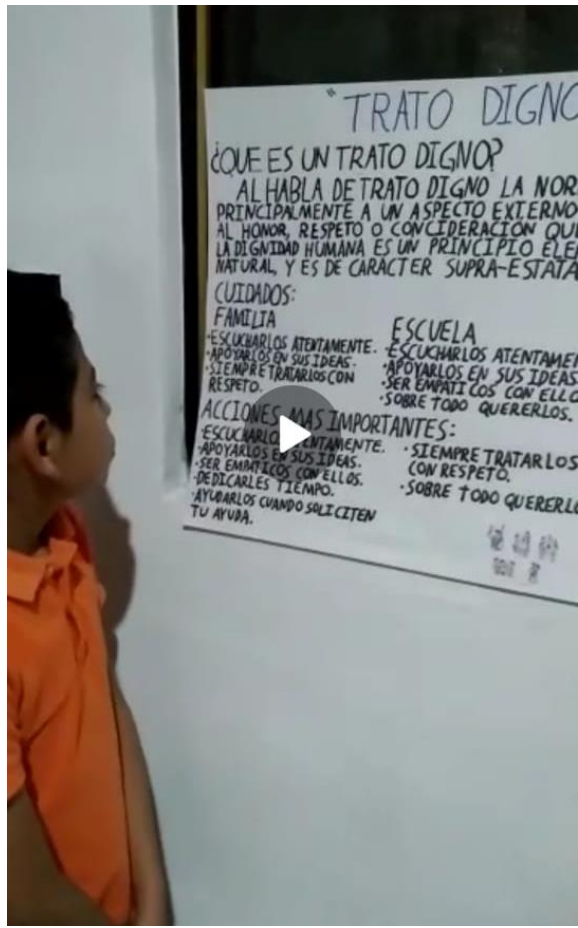 "TRATO DIGNO
¿QUE ES UN TRATO DIGNO?
AL HABLA DE TRATO DIGNO LA NOR
PRINCIPALMENTE A UN ASPECTO EXTERNO
AL HONOR, RESPETO O CONCIDERACIÓN QU
LA DIGNIDAD HUMANA ES UN PRINCIPIO ELE
NATURAL, Y ES DE CARACTER SUPRA-ESTATA
CUIDADOS:
FAMILIA
·ESCUCHARLOS ATENTAMENTE.
·APOYARLOS EN SUS IDEAS.
·SIEMPRE TRATARLOS CON
RESPETO.
ESCUELA
·ESCUCHARLOS ATENTAMEN
·APOYARLOS EN SUS IDEAS
·SER EMPATICOS CON ELLO
·SOBRE TODO QUERERLOS.
ACCIONES MAS IMPORTANTES:
·ESCUCHARLOS ATENTAMENTE.
·APOYARLOS EN SUS IDEAS.
·SER EMPATICOS CON ELLOS.
·DEDICARLES TIEMPO.
·AYUDARLOS CUANDO SOLICITEN
TU AYUDA.
·SIEMPRE TRATARLOS
CON RESPETO.
·SOBRE TODO QUERERLO